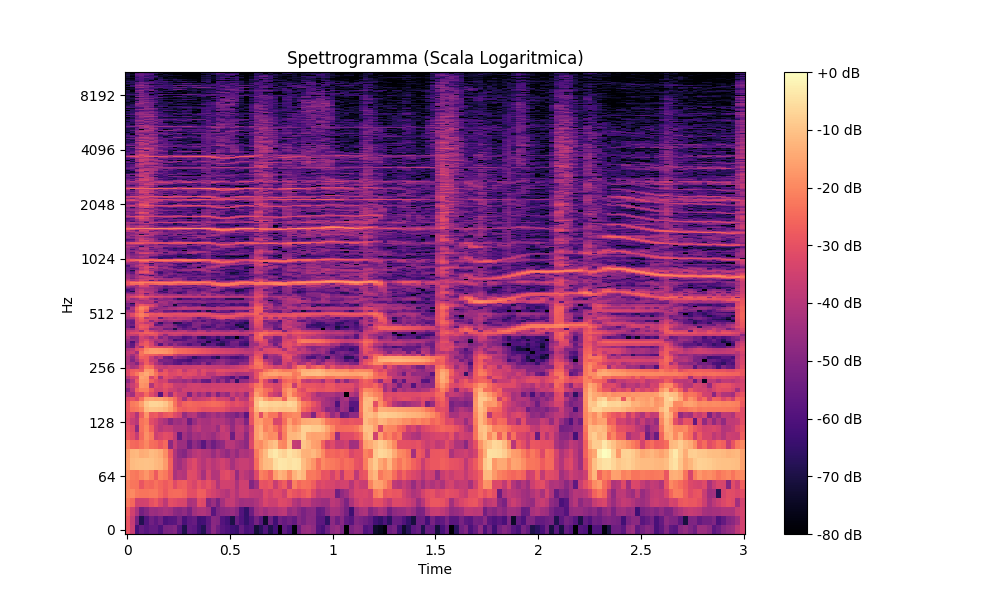 Spettrogramma (Scala Logaritmica)
8192
4096
2048
1024
512
256
128
64
0
Hz
0
0.5
1
1.5
2
2.5
3
Time
+0 dB
-10 dB
-20 dB
-30 dB
-40 dB
-50 dB
-60 dB
-70 dB
-80 dB